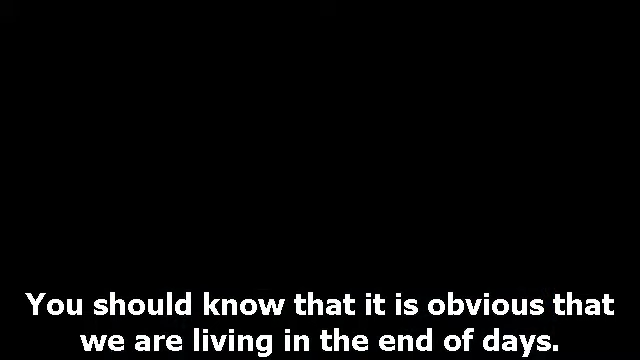 You should know that it is obvious that
we are living in the end of days.